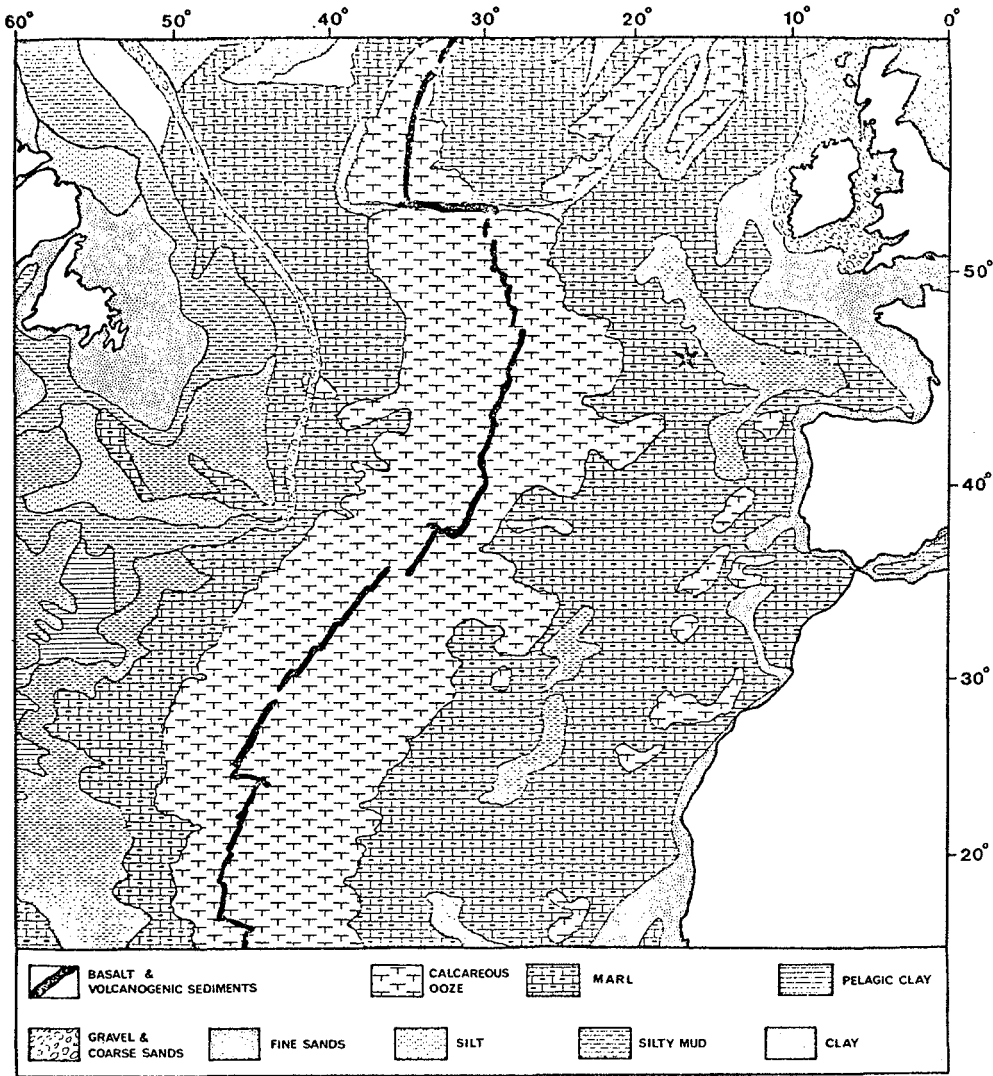 60° 50° 40° 30° 20° 10° 0°
50°
40°
30°
20°
BASALT &
VOLCANOGENIC SEDIMENTS
CALCAREOUS
OOZE
MARL
PELAGIC CLAY
GRAVEL &
COARSE SANDS
FINE SANDS
SILT
SILTY MUD
CLAY